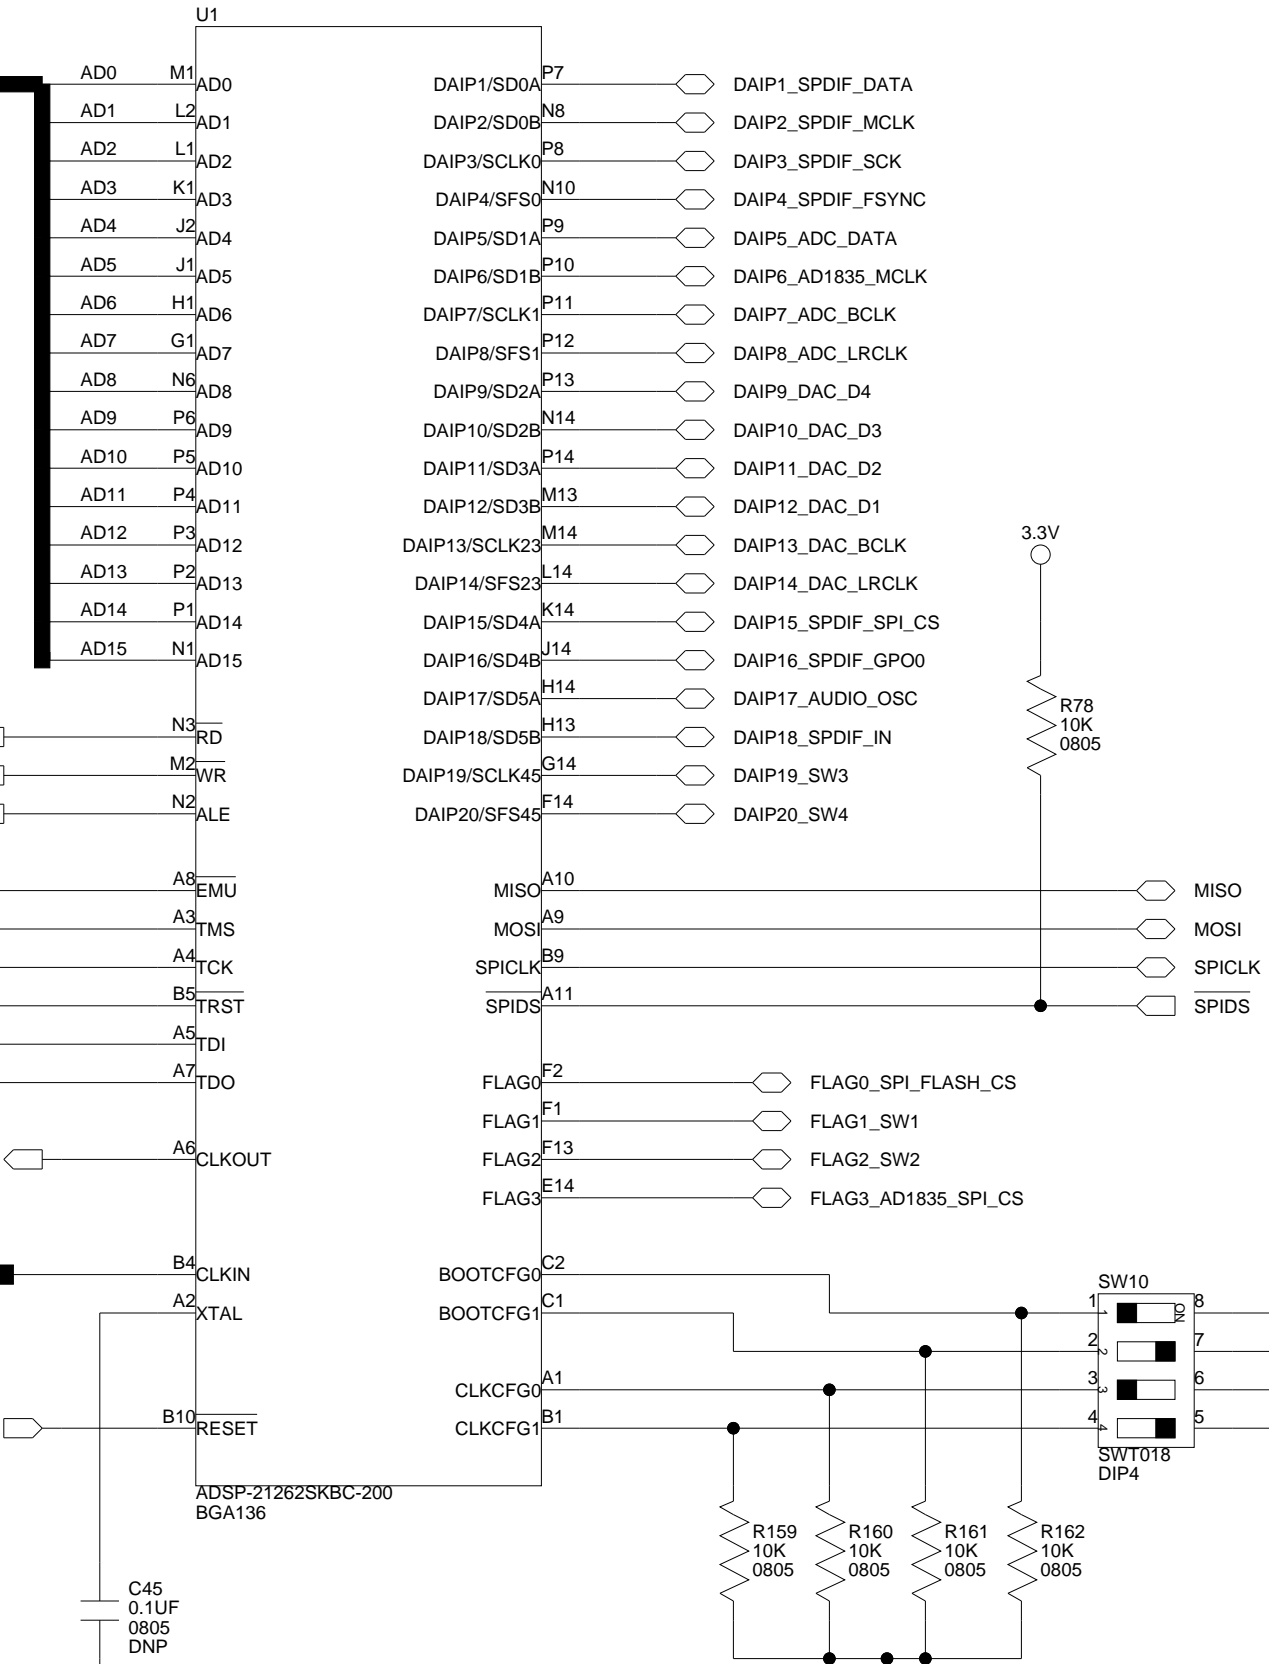 U1
AD0 M1 AD0 DAIP1/SD0A P7 DAIP1_SPDIF_DATA
AD1 L2 AD1 DAIP2/SD0B N8 DAIP2_SPDIF_MCLK
AD2 L1 AD2 DAIP3/SCLK0 P8 DAIP3_SPDIF_SCK
AD3 K1 AD3 DAIP4/SFS0 N10 DAIP4_SPDIF_FSYNC
AD4 J2 AD4 DAIP5/SD1A P9 DAIP5_ADC_DATA
AD5 J1 AD5 DAIP6/SD1B P10 DAIP6_AD1835_MCLK
AD6 H1 AD6 DAIP7/SCLK1 P11 DAIP7_ADC_BCLK
AD7 G1 AD7 DAIP8/SFS1 P12 DAIP8_ADC_LRCLK
AD8 N6 AD8 DAIP9/SD2A P13 DAIP9_DAC_D4
AD9 P6 AD9 DAIP10/SD2B N14 DAIP10_DAC_D3
AD10 P5 AD10 DAIP11/SD3A P14 DAIP11_DAC_D2
AD11 P4 AD11 DAIP12/SD3B M13 DAIP12_DAC_D1
AD12 P3 AD12 DAIP13/SCLK23 M14 DAIP13_DAC_BCLK
3.3V
AD13 P2 AD13 DAIP14/SFS23 L14 DAIP14_DAC_LRCLK
AD14 P1 AD14 DAIP15/SD4A K14 DAIP15_SPDIF_SPI_CS
AD15 N1 AD15 DAIP16/SD4B J14 DAIP16_SPDIF_GPO0
DAIP17/SD5A H14 DAIP17_AUDIO_OSC
R78
10K
0805
N3 RD DAIP18/SD5B H13 DAIP18_SPDIF_IN
M2 WR DAIP19/SCLK45 G14 DAIP19_SW3
N2 ALE DAIP20/SFS45 F14 DAIP20_SW4
A8 EMU MISO A10 MISO
A3 TMS MOSI A9 MOSI
A4 TCK SPICLK B9 SPICLK
B5 TRST SPIDS A11 SPIDS
A5 TDI
A7 TDO FLAG0 F2 FLAG0_SPI_FLASH_CS
FLAG1 F1 FLAG1_SW1
A6 CLKOUT FLAG2 F13 FLAG2_SW2
FLAG3 E14 FLAG3_AD1835_SPI_CS
B4 CLKIN BOOTCFG0 C2
A2 XTAL BOOTCFG1 C1
CLKCFG0 A1
B10 RESET CLKCFG1 B1
SW10
1 1 ON 8
2 2 7
3 3 6
4 4 5
SWT018
DIP4
ADSP-21262SKBC-200
BGA136
R159
10K
0805
R160
10K
0805
R161
10K
0805
R162
10K
0805
C45
0.1UF
0805
DNP